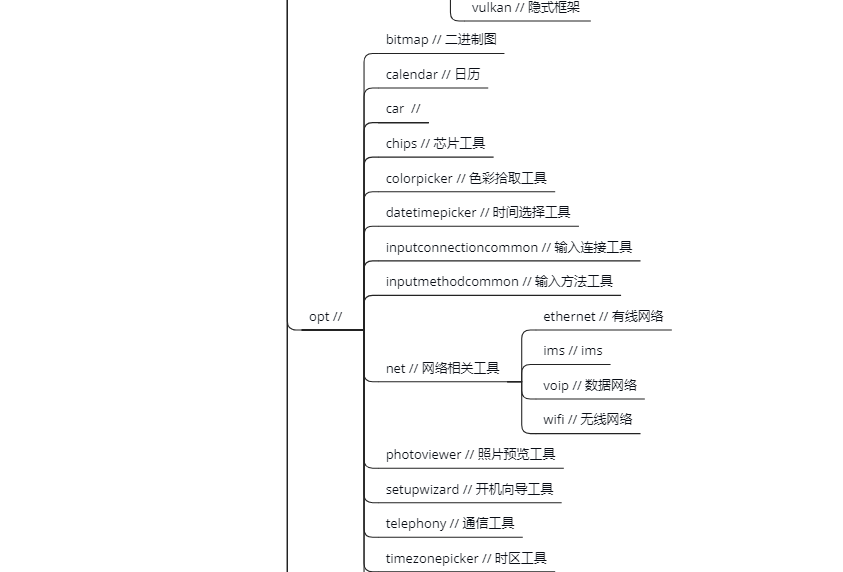 vulkan // 隐式框架
bitmap // 二进制图
calendar // 日历
car  //
chips // 芯片工具
colorpicker // 色彩拾取工具
datetimepicker // 时间选择工具
inputconnectioncommon // 输入连接工具
inputmethodcommon // 输入方法工具
opt //
ethernet // 有线网络
ims // ims
net // 网络相关工具
voip // 数据网络
wifi // 无线网络
photoviewer // 照片预览工具
setupwizard // 开机向导工具
telephony // 通信工具
timezonepicker // 时区工具